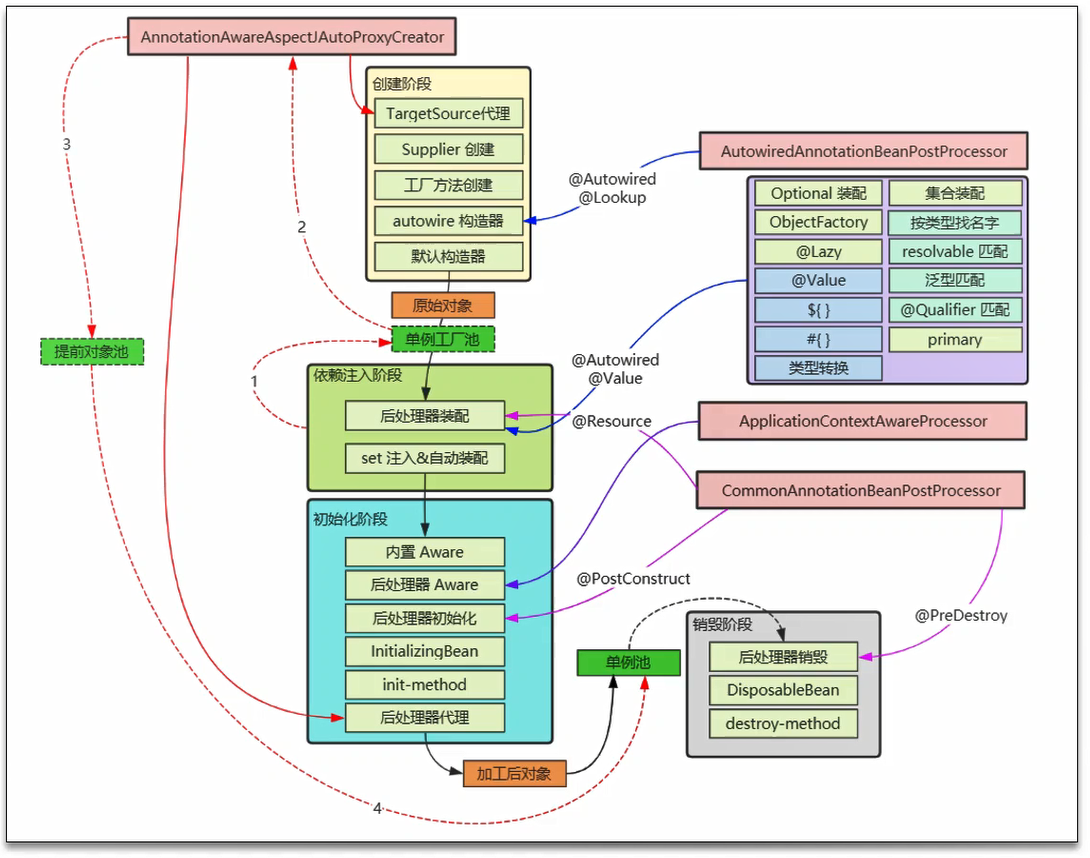 AnnotationAwareAspectJAutoProxyCreator
创建阶段
TargetSource代理
Supplier 创建
工厂方法创建
autowire 构造器
默认构造器
原始对象
单例工厂池
提前对象池
1
2
3
4
依赖注入阶段
后处理器装配
set 注入&自动装配
初始化阶段
内置 Aware
后处理器 Aware
后处理器初始化
InitializingBean
init-method
后处理器代理
加工后对象
单例池
销毁阶段
后处理器销毁
DisposableBean
destroy-method
@Autowired
@Lookup
@Autowired
@Value
@Resource
@PostConstruct
@PreDestroy
AutowiredAnnotationBeanPostProcessor
Optional 装配
集合装配
ObjectFactory
按类型找名字
@Lazy
resolvable 匹配
@Value
泛型匹配
${ }
@Qualifier 匹配
#{ }
primary
类型转换
ApplicationContextAwareProcessor
CommonAnnotationBeanPostProcessor